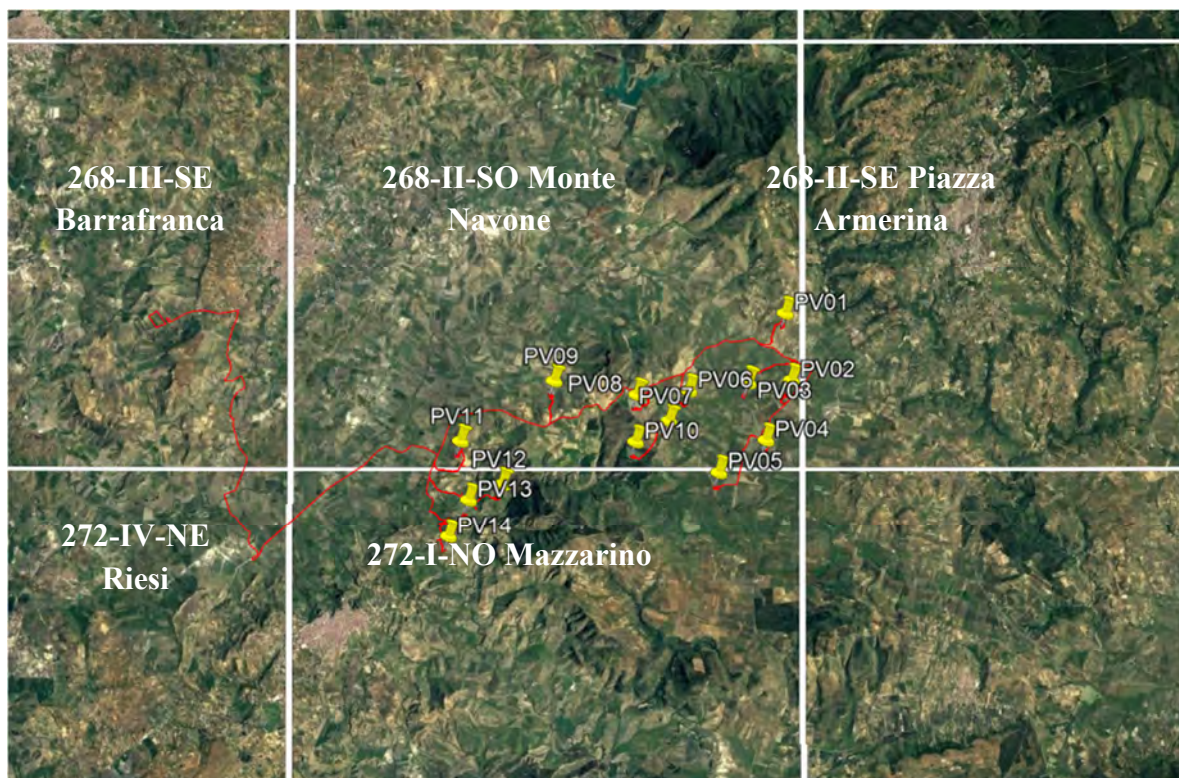 268-III-SE
Barrafranca
268-II-SO Monte
Navone
268-II-SE Piazza
Armerina
PV01
PV09
PV08
PV06
PV02
PV03
PV07
PV11
PV10
PV04
PV12
PV05
PV13
PV14
272-IV-NE
Riesi
272-I-NO Mazzarino